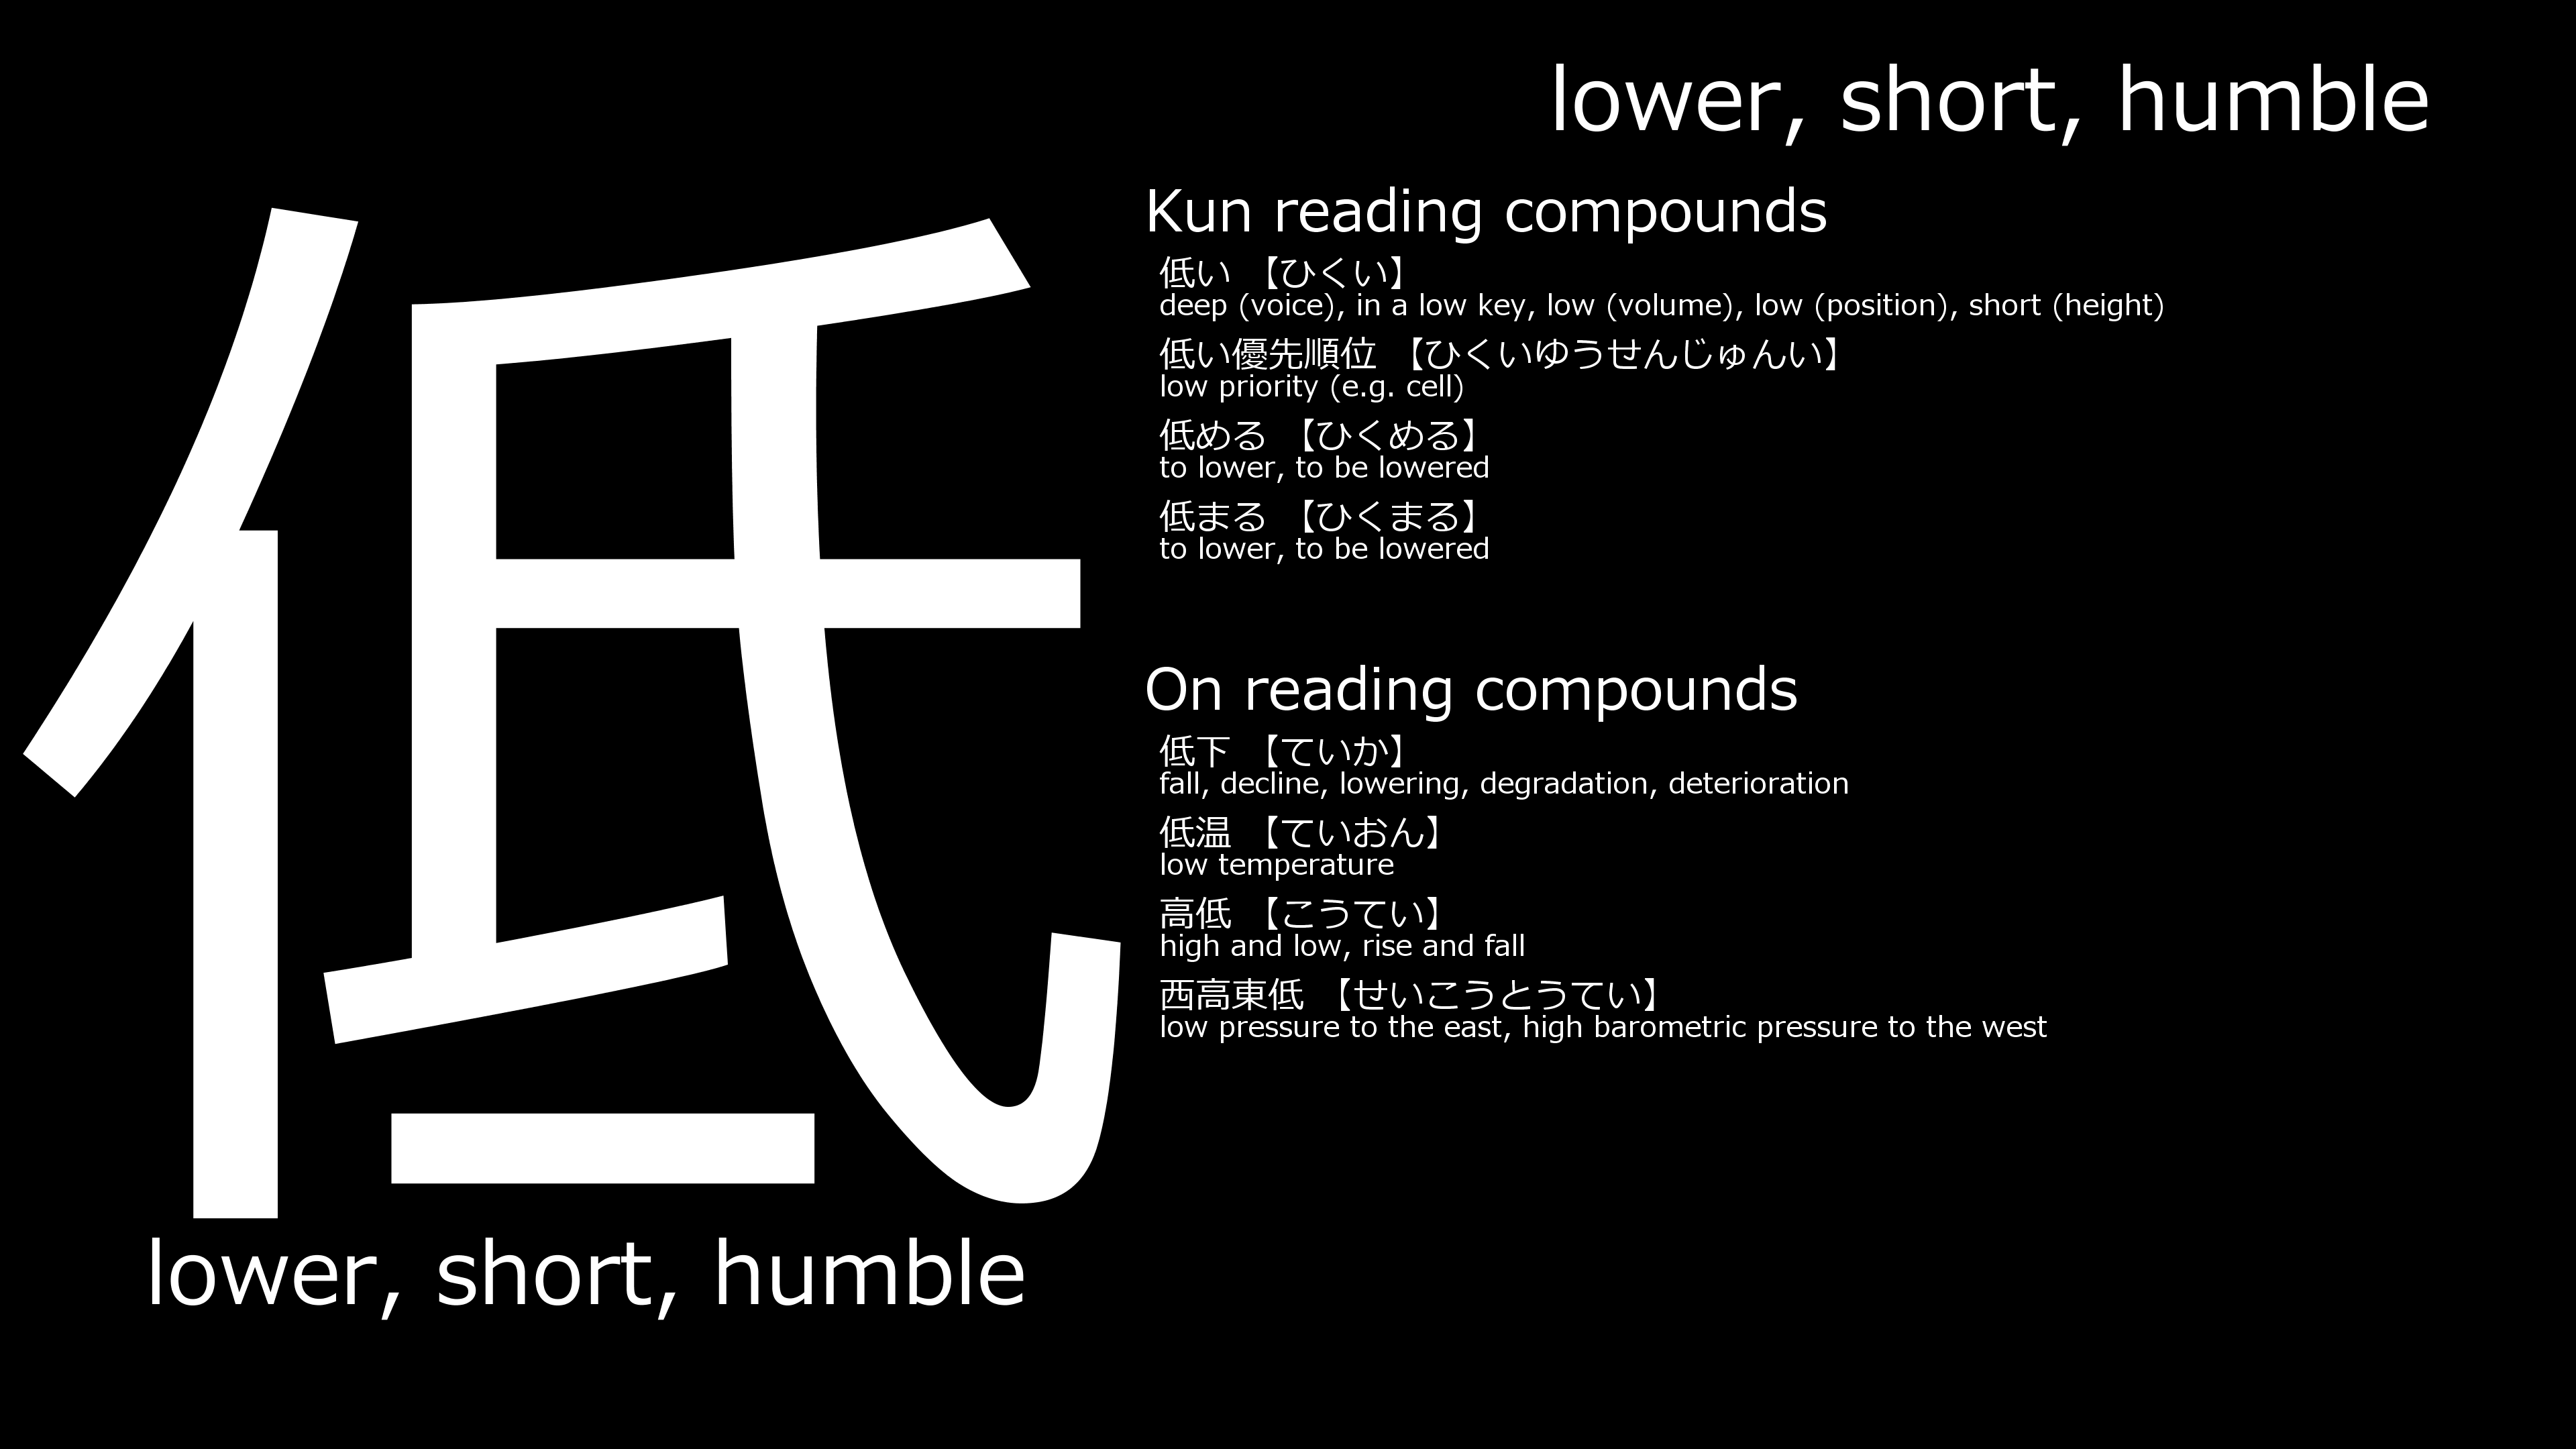 低
lower, short, humble
lower, short, humble
Kun reading compounds
低い 【ひくい】
deep (voice), in a low key, low (volume), low (position), short (height)
低い優先順位 【ひくいゆうせんじゅんい】
low priority (e.g. cell)
低める 【ひくめる】
to lower, to be lowered
低まる 【ひくまる】
to lower, to be lowered
On reading compounds
低下 【ていか】
fall, decline, lowering, degradation, deterioration
低温 【ていおん】
low temperature
高低 【こうてい】
high and low, rise and fall
西高東低 【せいこうとうてい】
low pressure to the east, high barometric pressure to the west